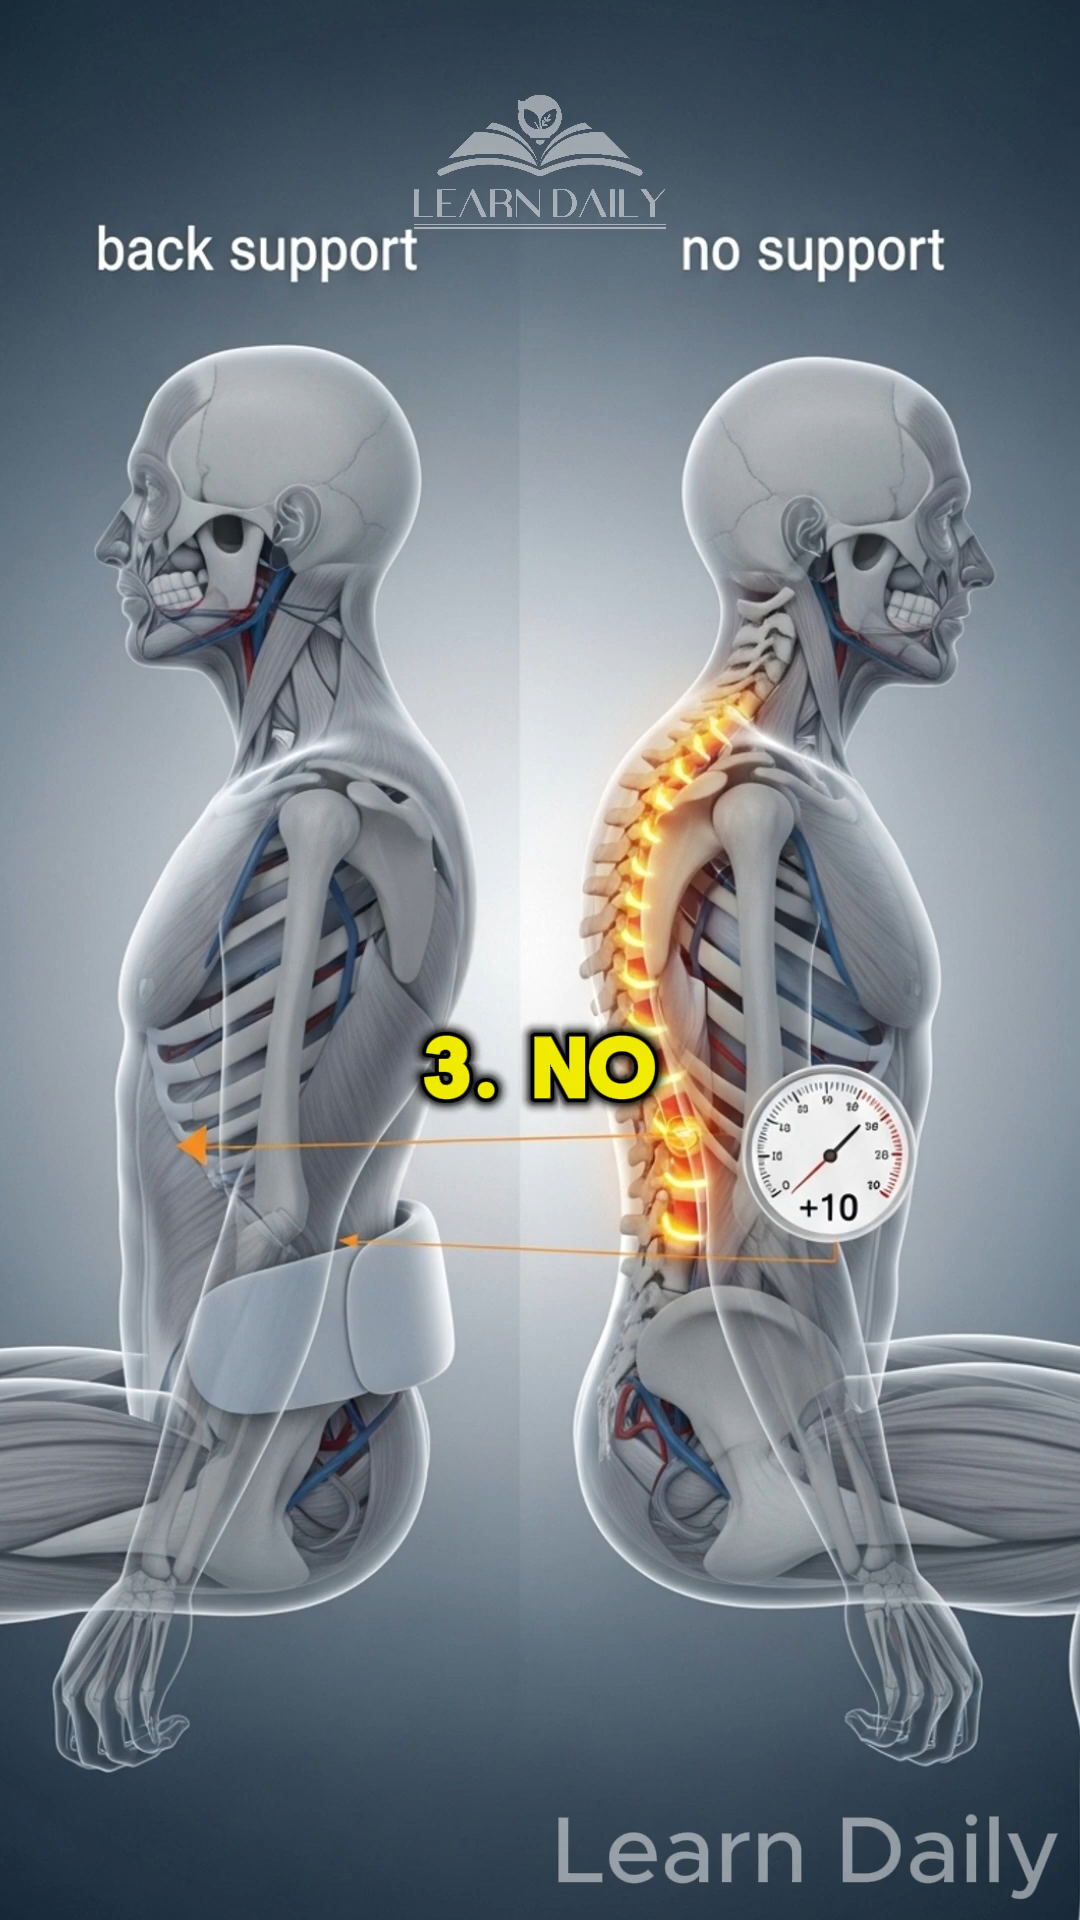 LEARN DAILY
back support
no support
3. NO
+10
Learn Daily